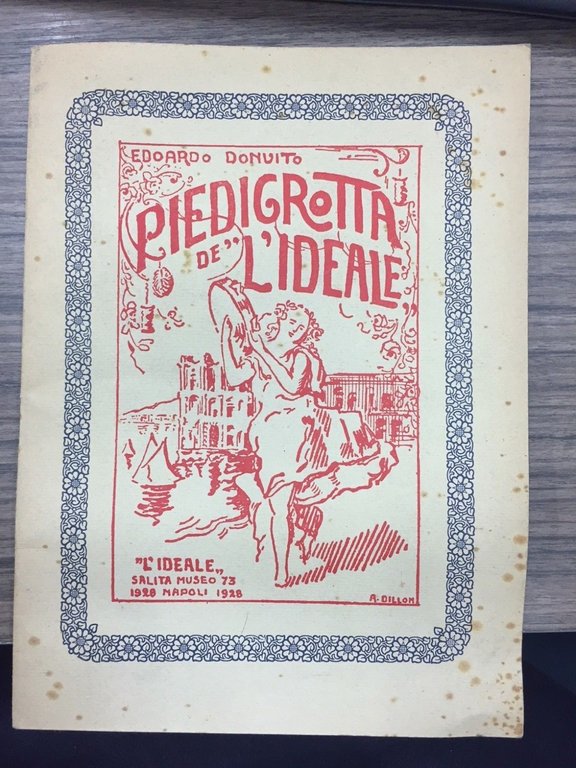 EDOARDO DONVITO
PIEDIGROTTA
DE "L'IDEALE„
"L'IDEALE„
SALITA MUSEO 73
1928 NAPOLI 1928
A. DILLON